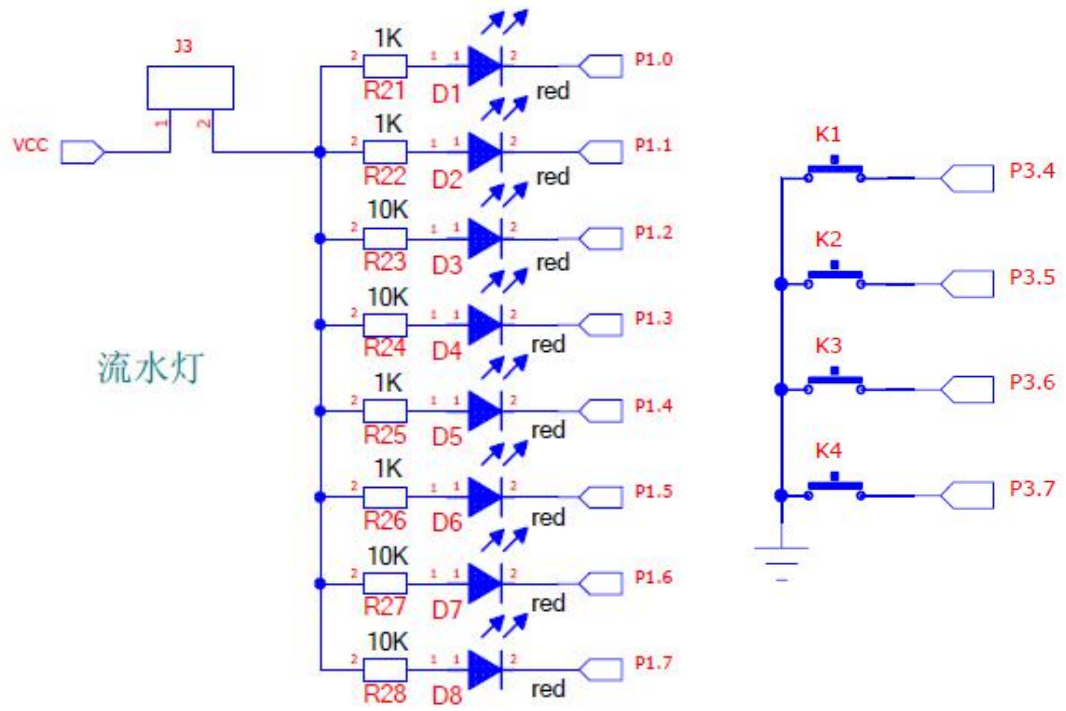 J3
1 2
VCC
1K
2 1 1 2
R21 D1 red P1.0
1K
2 1 1 2
R22 D2 red P1.1
10K
2 1 1 2
R23 D3 red P1.2
10K
2 1 1 2
R24 D4 red P1.3
1K
2 1 1 2
R25 D5 red P1.4
1K
2 1 1 2
R26 D6 red P1.5
10K
2 1 1 2
R27 D7 red P1.6
10K
2 1 1 2
R28 D8 red P1.7
流水灯
K1
P3.4
K2
P3.5
K3
P3.6
K4
P3.7